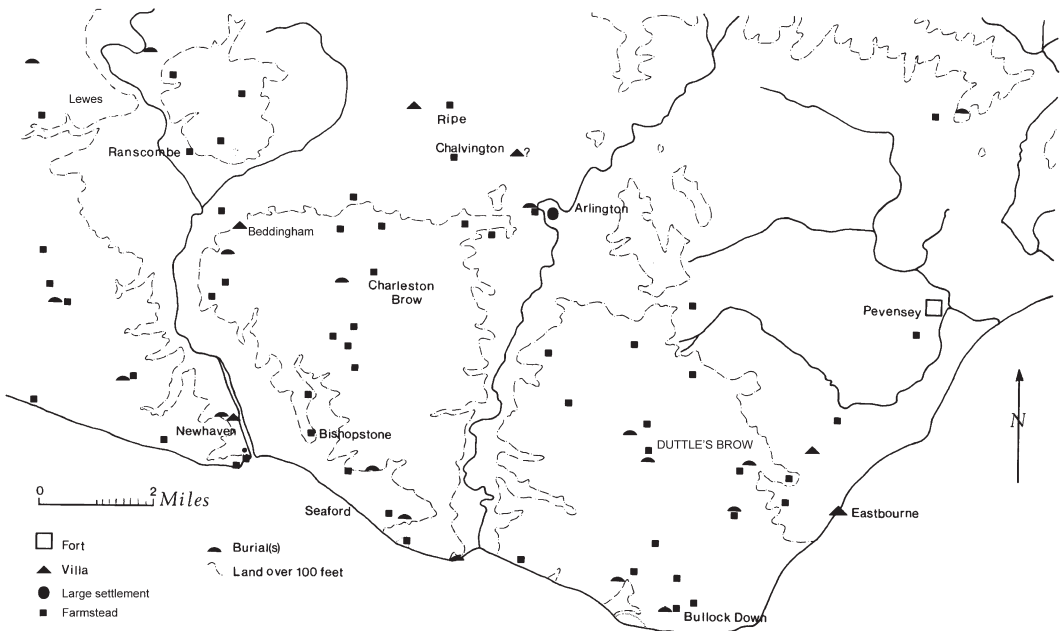 Lewes
Ripe
Ranscombe
Chalvington
?
Arlington
Beddingham
Charleston
Brow
Pevensey
N
Newhaven
Bishopstone
DUTTLE'S BROW
0 2 Miles
Seaford
Eastbourne
Fort
Villa
Large settlement
Farmstead
Burial(s)
Land over 100 feet
Bullock Down